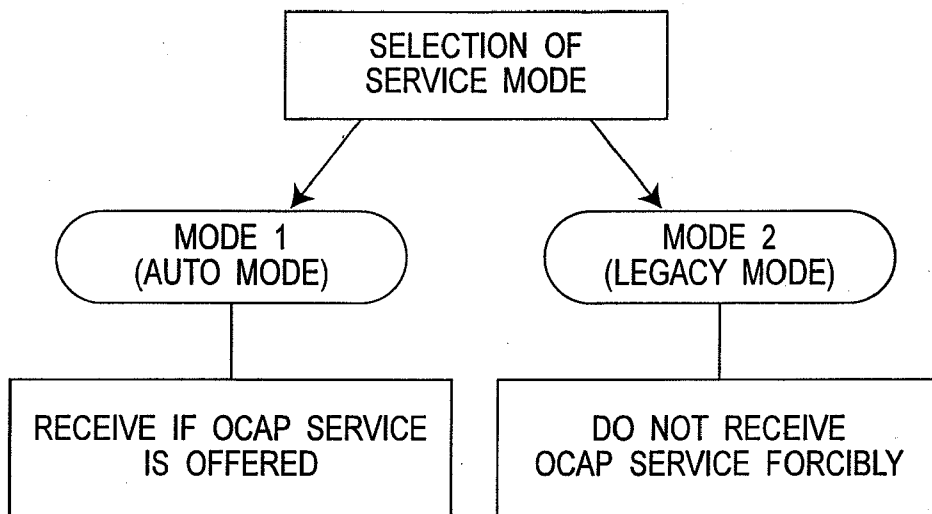 SELECTION OF
SERVICE MODE
MODE 1
(AUTO MODE)
MODE 2
(LEGACY MODE)
RECEIVE IF OCAP SERVICE
IS OFFERED
DO NOT RECEIVE
OCAP SERVICE FORCIBLY